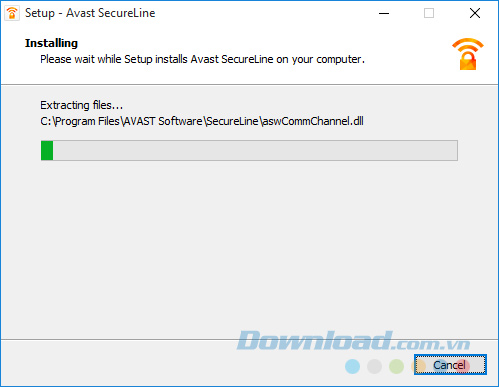 Setup - Avast SecureLine
Installing
Please wait while Setup installs Avast SecureLine on your computer.
Extracting files...
C:\Program Files\AVAST Software\SecureLine\aswCommChannel.dll
Download.com.vn
Cancel